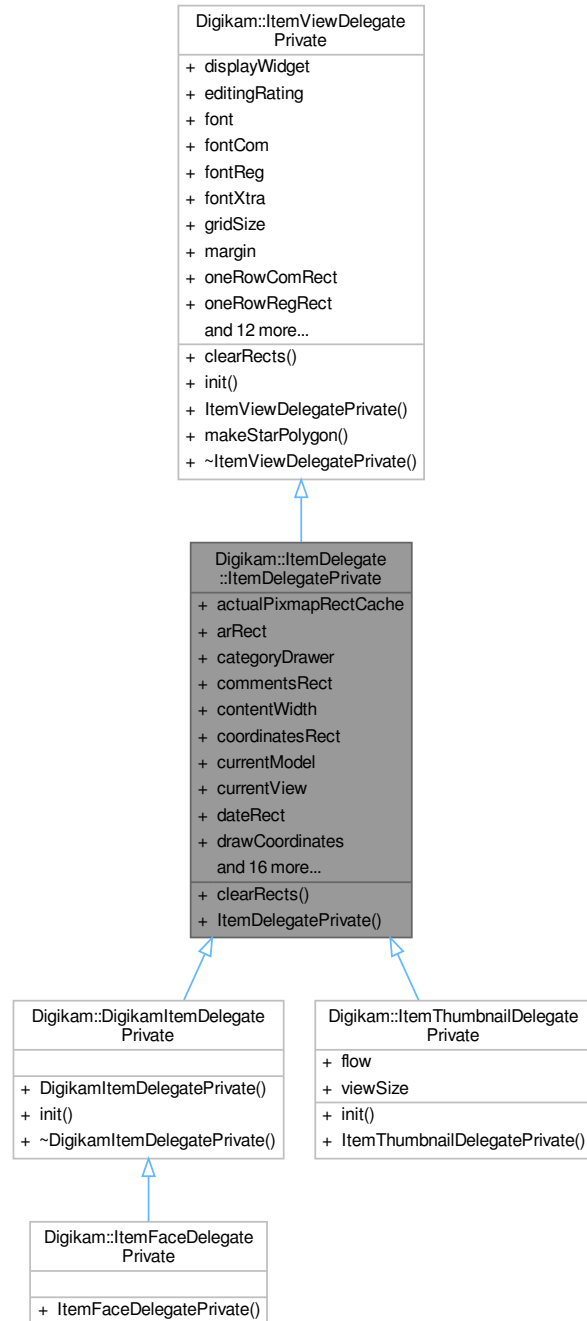 Digikam::ItemViewDelegate
Private
+ displayWidget
+ editingRating
+ font
+ fontCom
+ fontReg
+ fontXtra
+ gridSize
+ margin
+ oneRowComRect
+ oneRowRegRect
and 12 more...
+ clearRects()
+ init()
+ ItemViewDelegatePrivate()
+ makeStarPolygon()
+ ~ItemViewDelegatePrivate()
Digikam::ItemDelegate
::ItemDelegatePrivate
+ actualPixmapRectCache
+ arRect
+ categoryDrawer
+ commentsRect
+ contentWidth
+ coordinatesRect
+ currentModel
+ currentView
+ dateRect
+ drawCoordinates
and 16 more...
+ clearRects()
+ ItemDelegatePrivate()
Digikam::DigikamItemDelegate
Private
+ DigikamItemDelegatePrivate()
+ init()
+ ~DigikamItemDelegatePrivate()
Digikam::ItemThumbnailDelegate
Private
+ flow
+ viewSize
+ init()
+ ItemThumbnailDelegatePrivate()
Digikam::ItemFaceDelegate
Private
+ ItemFaceDelegatePrivate()